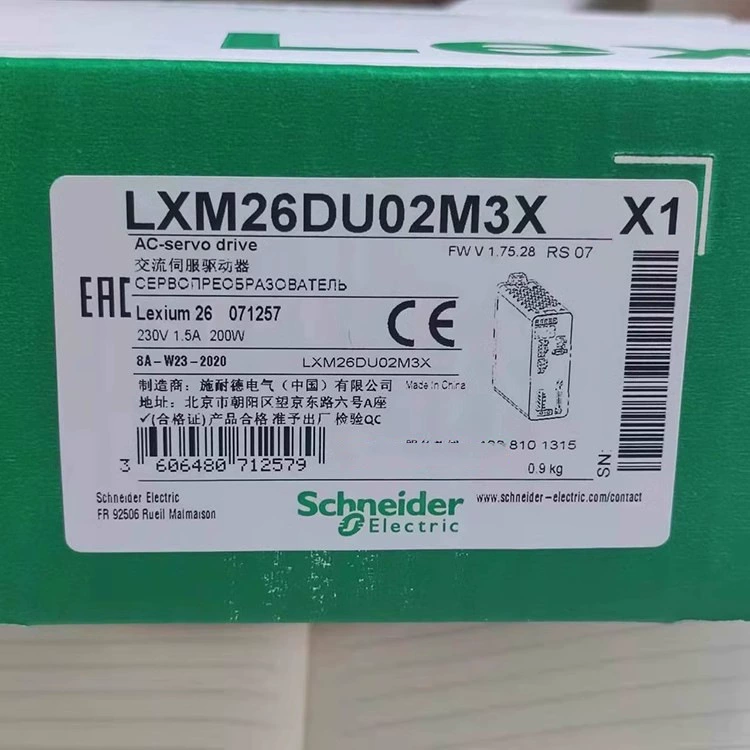 Lex
LXM26DU02M3X X1
AC-servo drive FW V 1.75.28 RS 07
交流伺服驱动器
СЕРВОПРЕОБРАЗОВАТЕЛЬ
EAC Lexium 26 071257 CE
230V 1.5A 200W
8A-W23-2020 LXM26DU02M3X
制造商: 施耐德电气 (中国) 有限公司 Made in China
地址: 北京市朝阳区望京东路六号A座
✓(合格证) 产品合格 准予出厂 检验QC
810 1315
3 606480 712579 0.9 kg
SN:
Schneider Electric
FR 92506 Rueil Malmaison
Schneider Electric
www.schneider-electric.com/contact